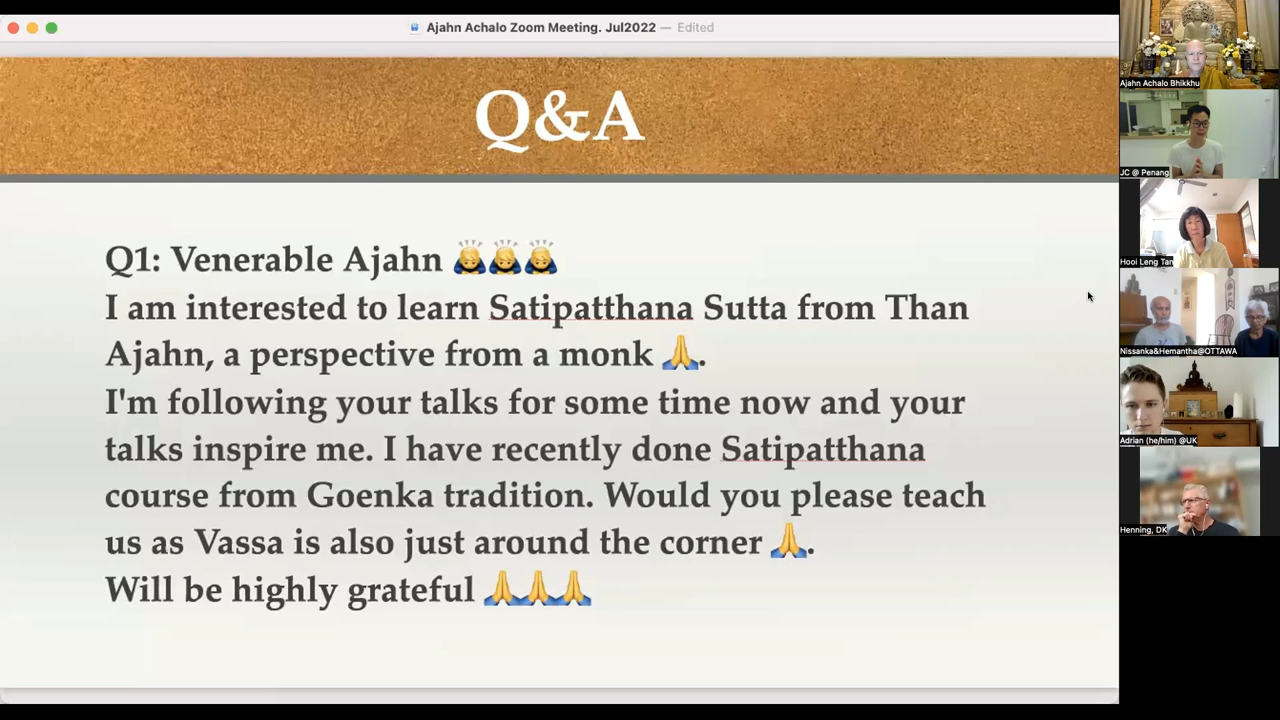 Ajahn Achalo Zoom Meeting. Jul2022 — Edited
Q&A
Q1: Venerable Ajahn 🙇🙇🙇
I am interested to learn Satipatthana Sutta from Than
Ajahn, a perspective from a monk 🙏.
I'm following your talks for some time now and your
talks inspire me. I have recently done Satipatthana
course from Goenka tradition. Would you please teach
us as Vassa is also just around the corner 🙏.
Will be highly grateful 🙏🙏🙏
Ajahn Achalo Bhikkhu
JC @ Penang
Hooi Leng Tan
Nissanka&Hemantha@OTTAWA
Adrian (he/him) @UK
Henning, DK